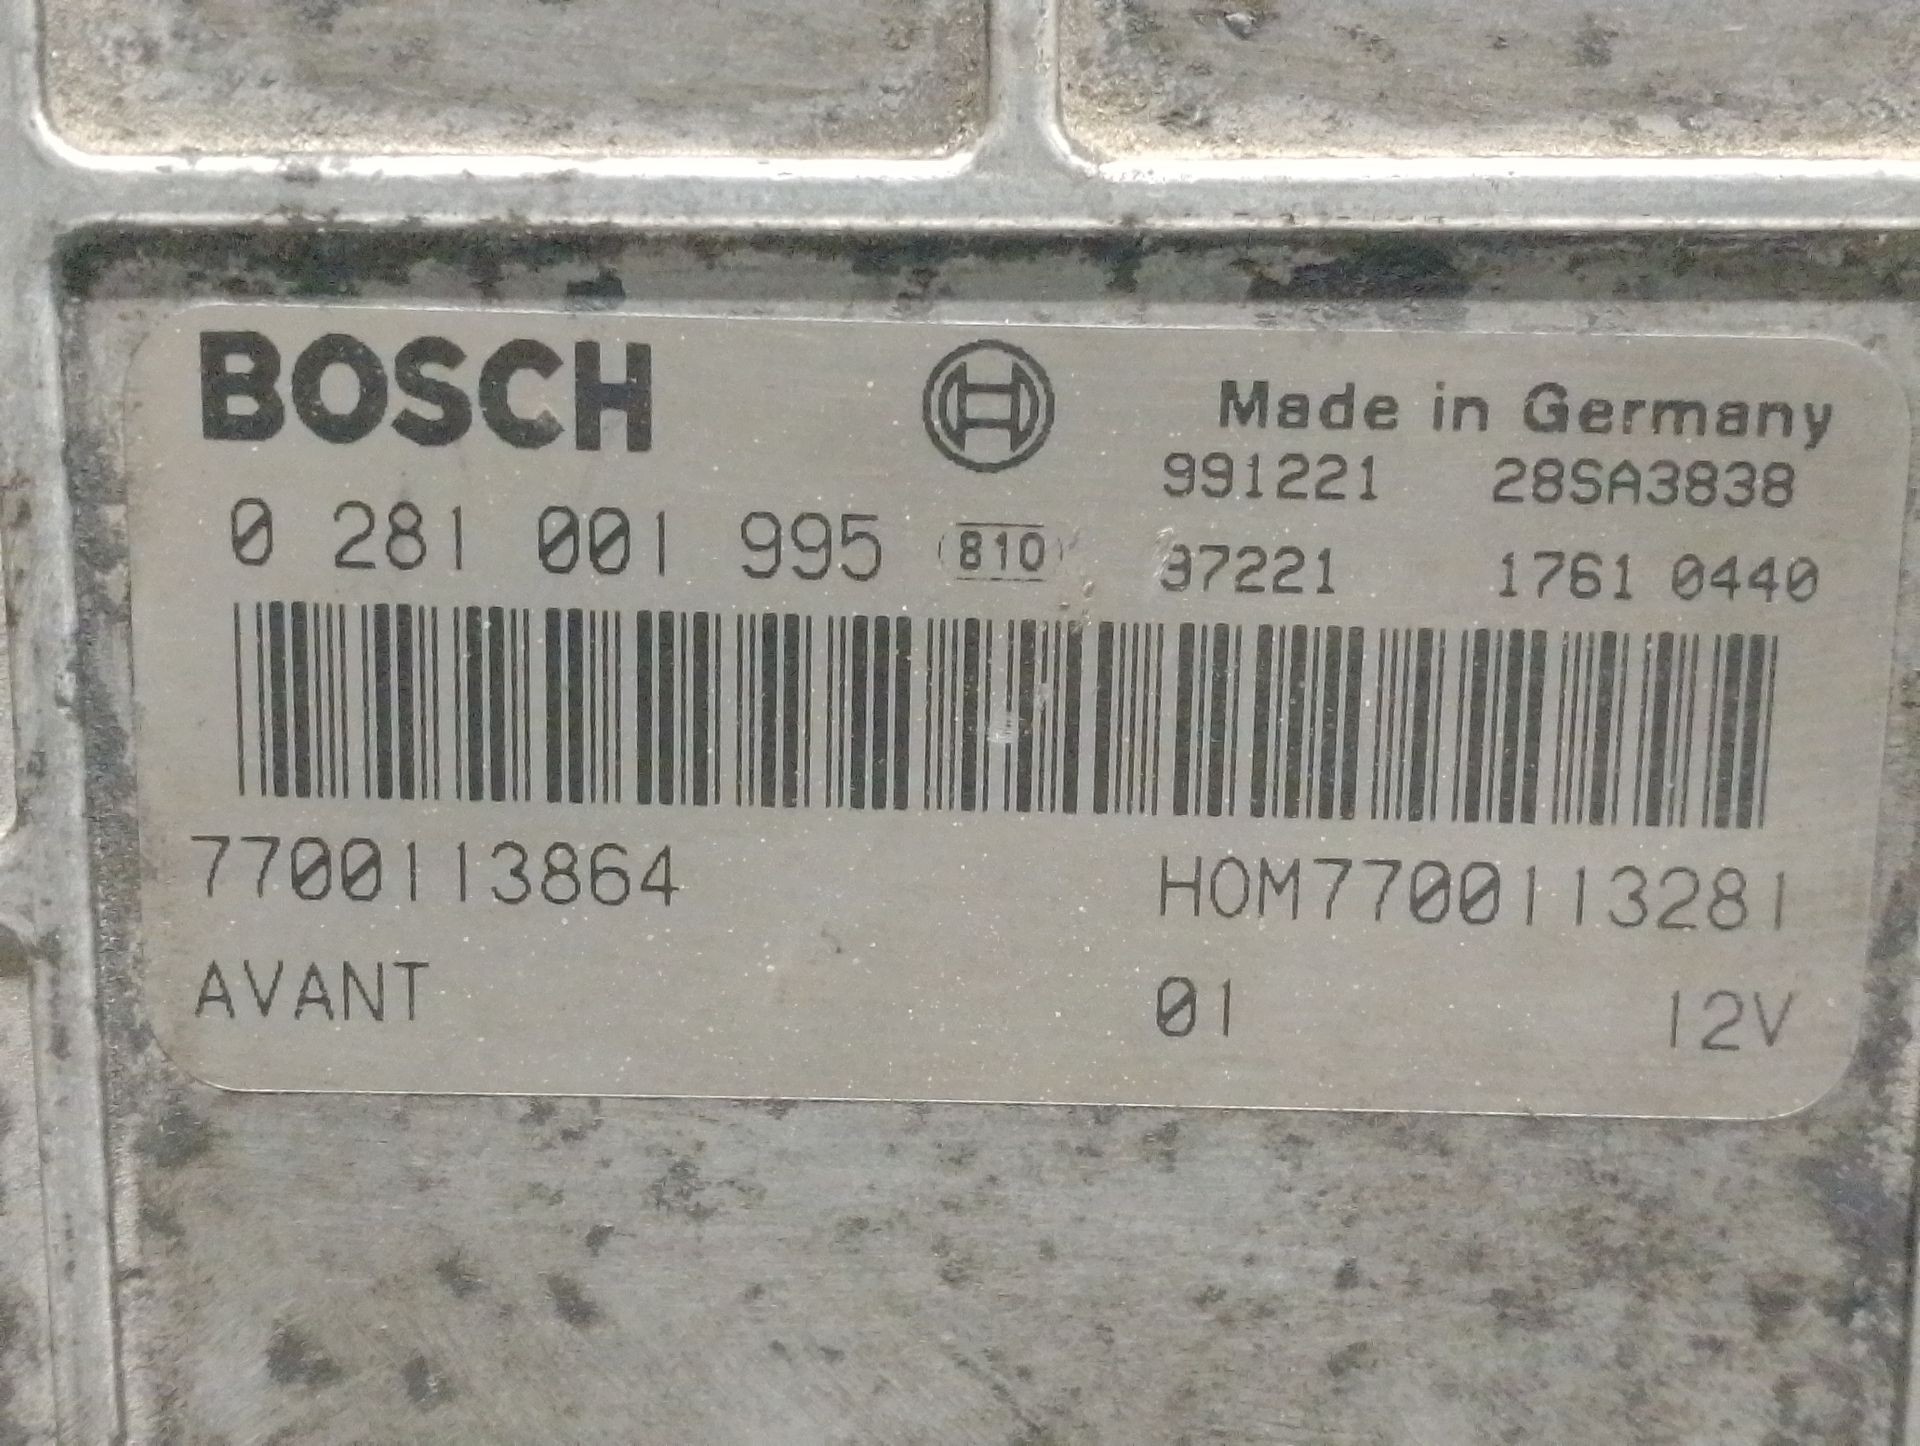 BOSCH
Made in Germany
991221 28SA3838
0 281 001 995 810
37221 1761 0440
7700113864 HOM7700113281
AVANT 01 12V